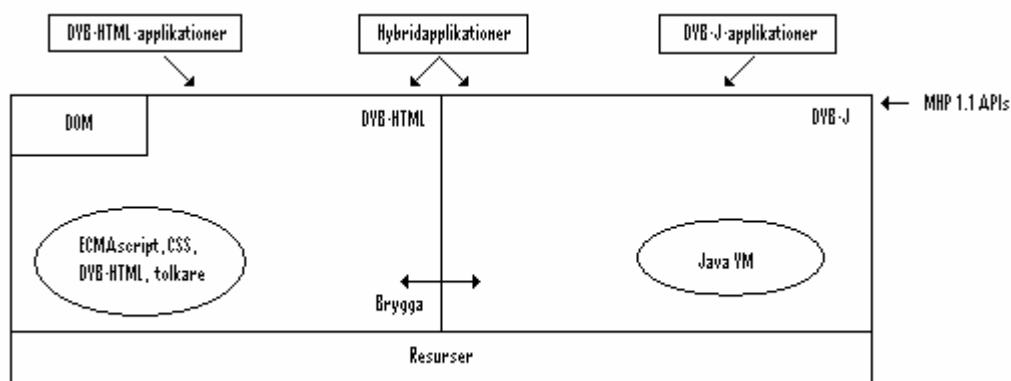 DVB-HTML-applikationer
Hybridapplikationer
DVB-J-applikationer
MHP 1.1 APIs
DOM
DVB-HTML
DVB-J
ECMAscript, CSS,
DVB-HTML, tolkare
Java VM
Brygga
Resurser